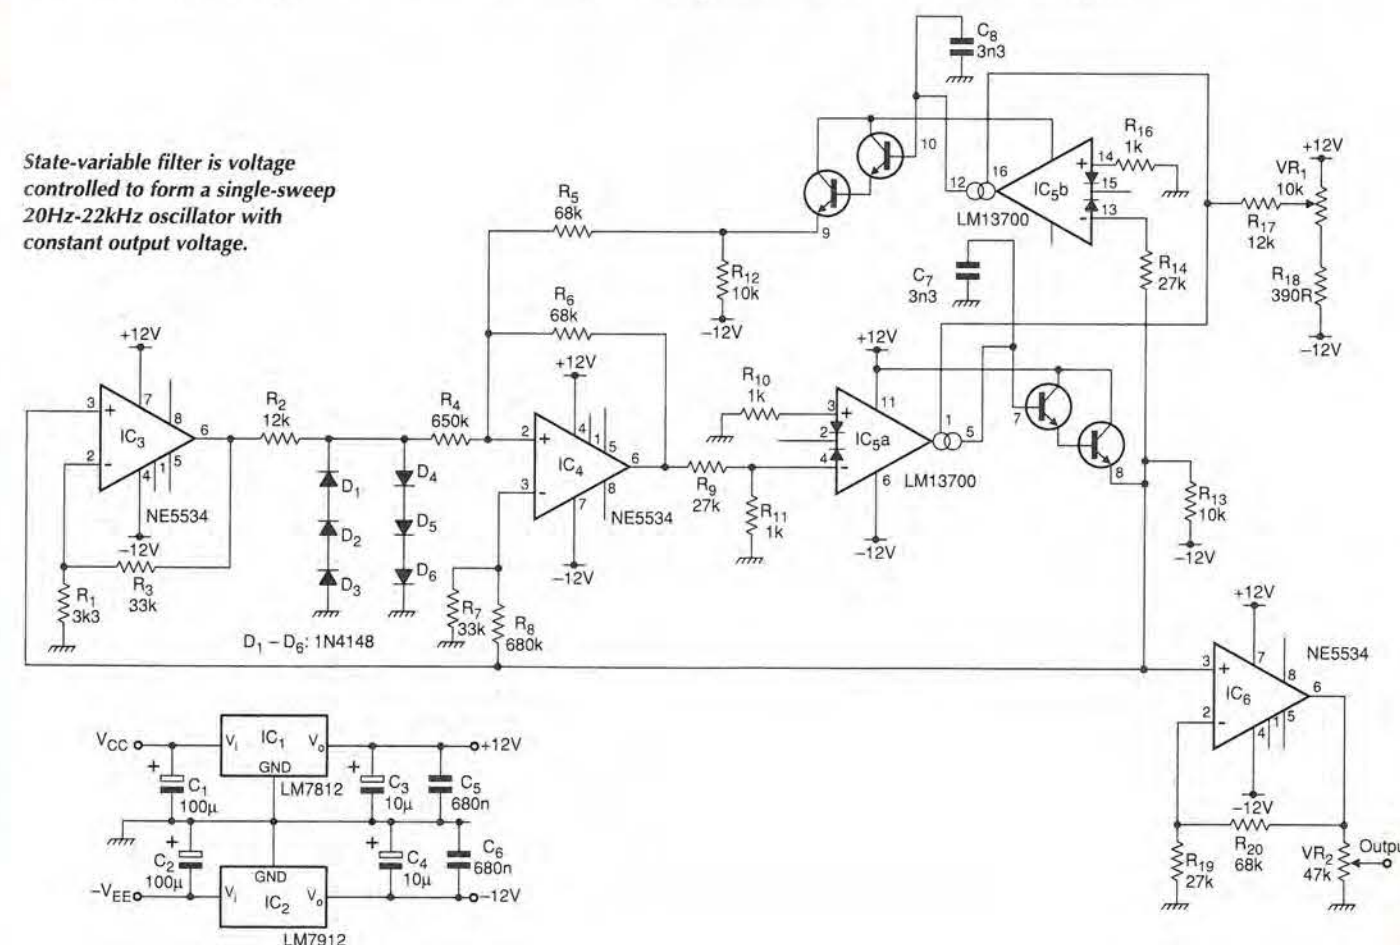 State-variable filter is voltage
controlled to form a single-sweep
20Hz-22kHz oscillator with
constant output voltage.
C8
3n3
10
12
16
+
14
15
13
-
IC5b
LM13700
R16
1k
+12V
VR1
10k
R17
12k
R18
390R
-12V
R14
27k
9
R5
68k
R12
10k
-12V
R6
68k
C7
3n3
+12V
3
+
2
-
7
8
6
4
1
5
IC3
NE5534
-12V
R1
3k3
R3
33k
R2
12k
D1
D2
D3
D4
D5
D6
D1 – D6: 1N4148
R4
650k
+12V
2
+
3
-
4
1
5
6
7
8
IC4
NE5534
-12V
R7
33k
R8
680k
R9
27k
R10
1k
R11
1k
+12V
3
+
2
4
-
11
1
5
6
IC5a
LM13700
-12V
7
8
R13
10k
-12V
+12V
3
+
2
-
7
8
6
4
1
5
IC6
NE5534
-12V
R19
27k
R20
68k
VR2
47k
Outpu
VCC
Vi
IC1
Vo
GND
LM7812
+12V
+
C1
100µ
+
C3
10µ
C5
680n
+
C2
100µ
+
C4
10µ
C6
680n
-VEE
GND
Vi
IC2
Vo
LM7912
-12V